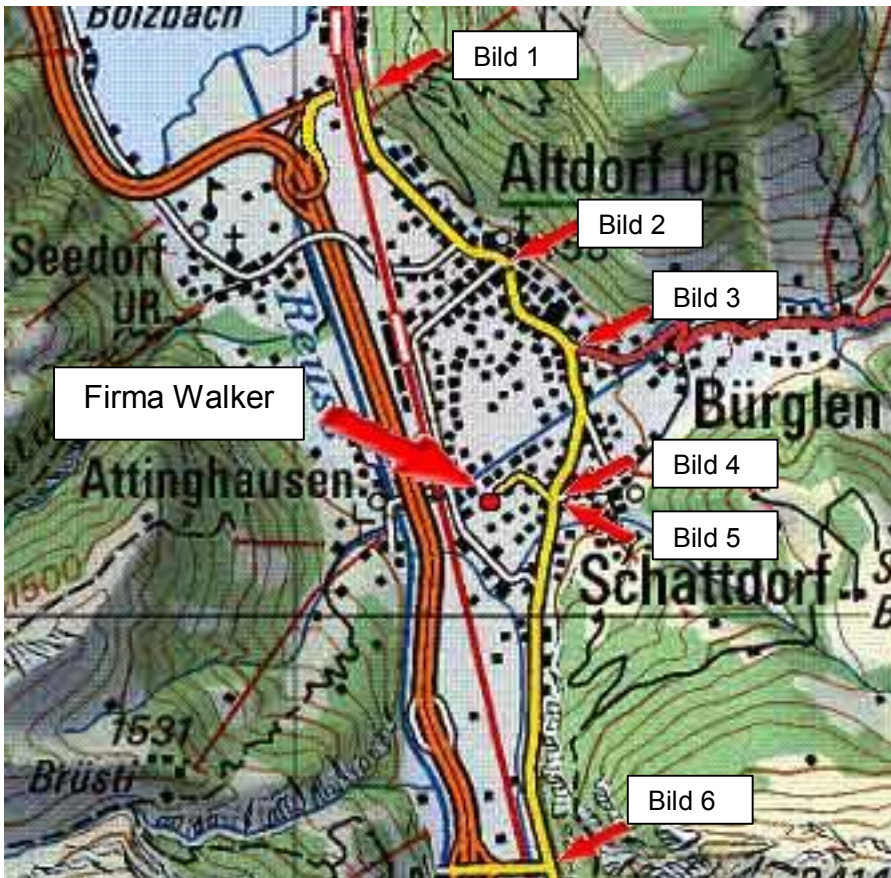 Bolzbach
Bild 1
Altdorf UR
Bild 2
Seedorf
UR
Reuss
Bild 3
Firma Walker
Bürglen
Bild 4
Attinghausen
Bild 5
Schattdorf
1500
1531
Brüsti
Bild 6